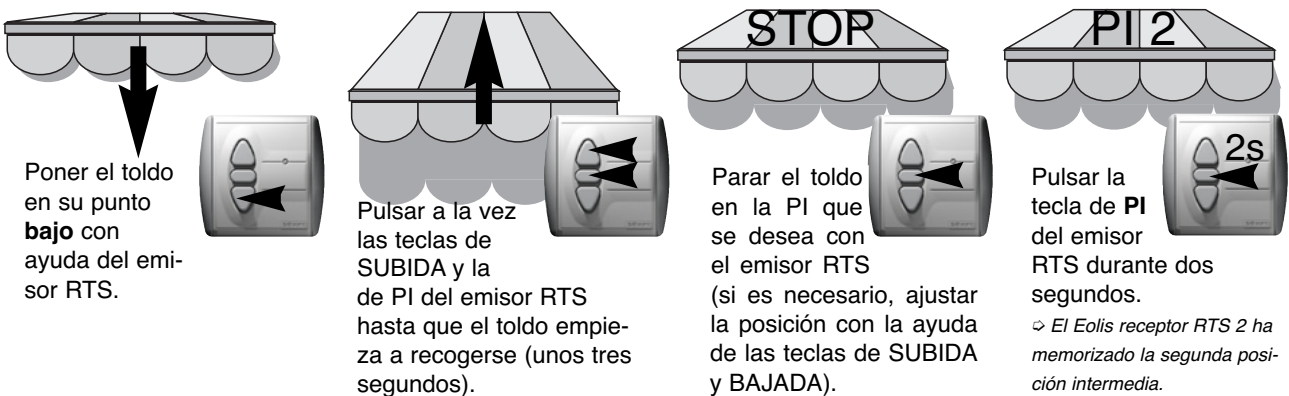 Poner el toldo
en su punto
bajo con
ayuda del emi-
sor RTS.
Pulsar a la vez
las teclas de
SUBIDA y la
de PI del emisor RTS
hasta que el toldo empie-
za a recogerse (unos tres
segundos).
STOP
Parar el toldo
en la PI que
se desea con
el emisor RTS
(si es necesario, ajustar
la posición con la ayuda
de las teclas de SUBIDA
y BAJADA).
PI 2
2s
Pulsar la
tecla de PI
del emisor
RTS durante dos
segundos.
➪ El Eolis receptor RTS 2 ha
memorizado la segunda posi-
ción intermedia.